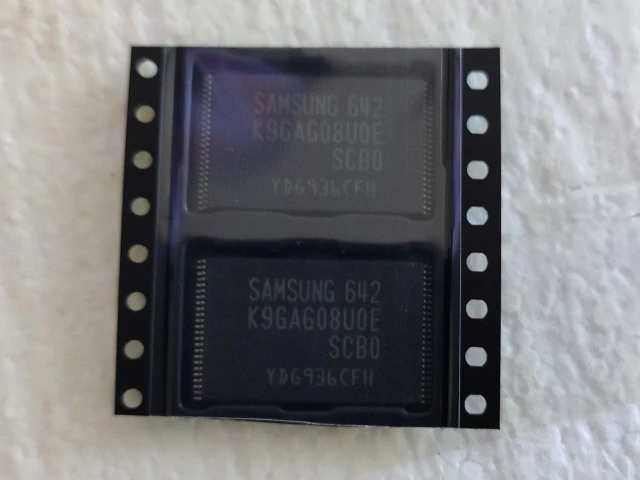 SAMSUNG 642
K9GAG08U0E
SCB0
YDG936CFH
SAMSUNG 642
K9GAG08U0E
SCB0
YDG936CFH